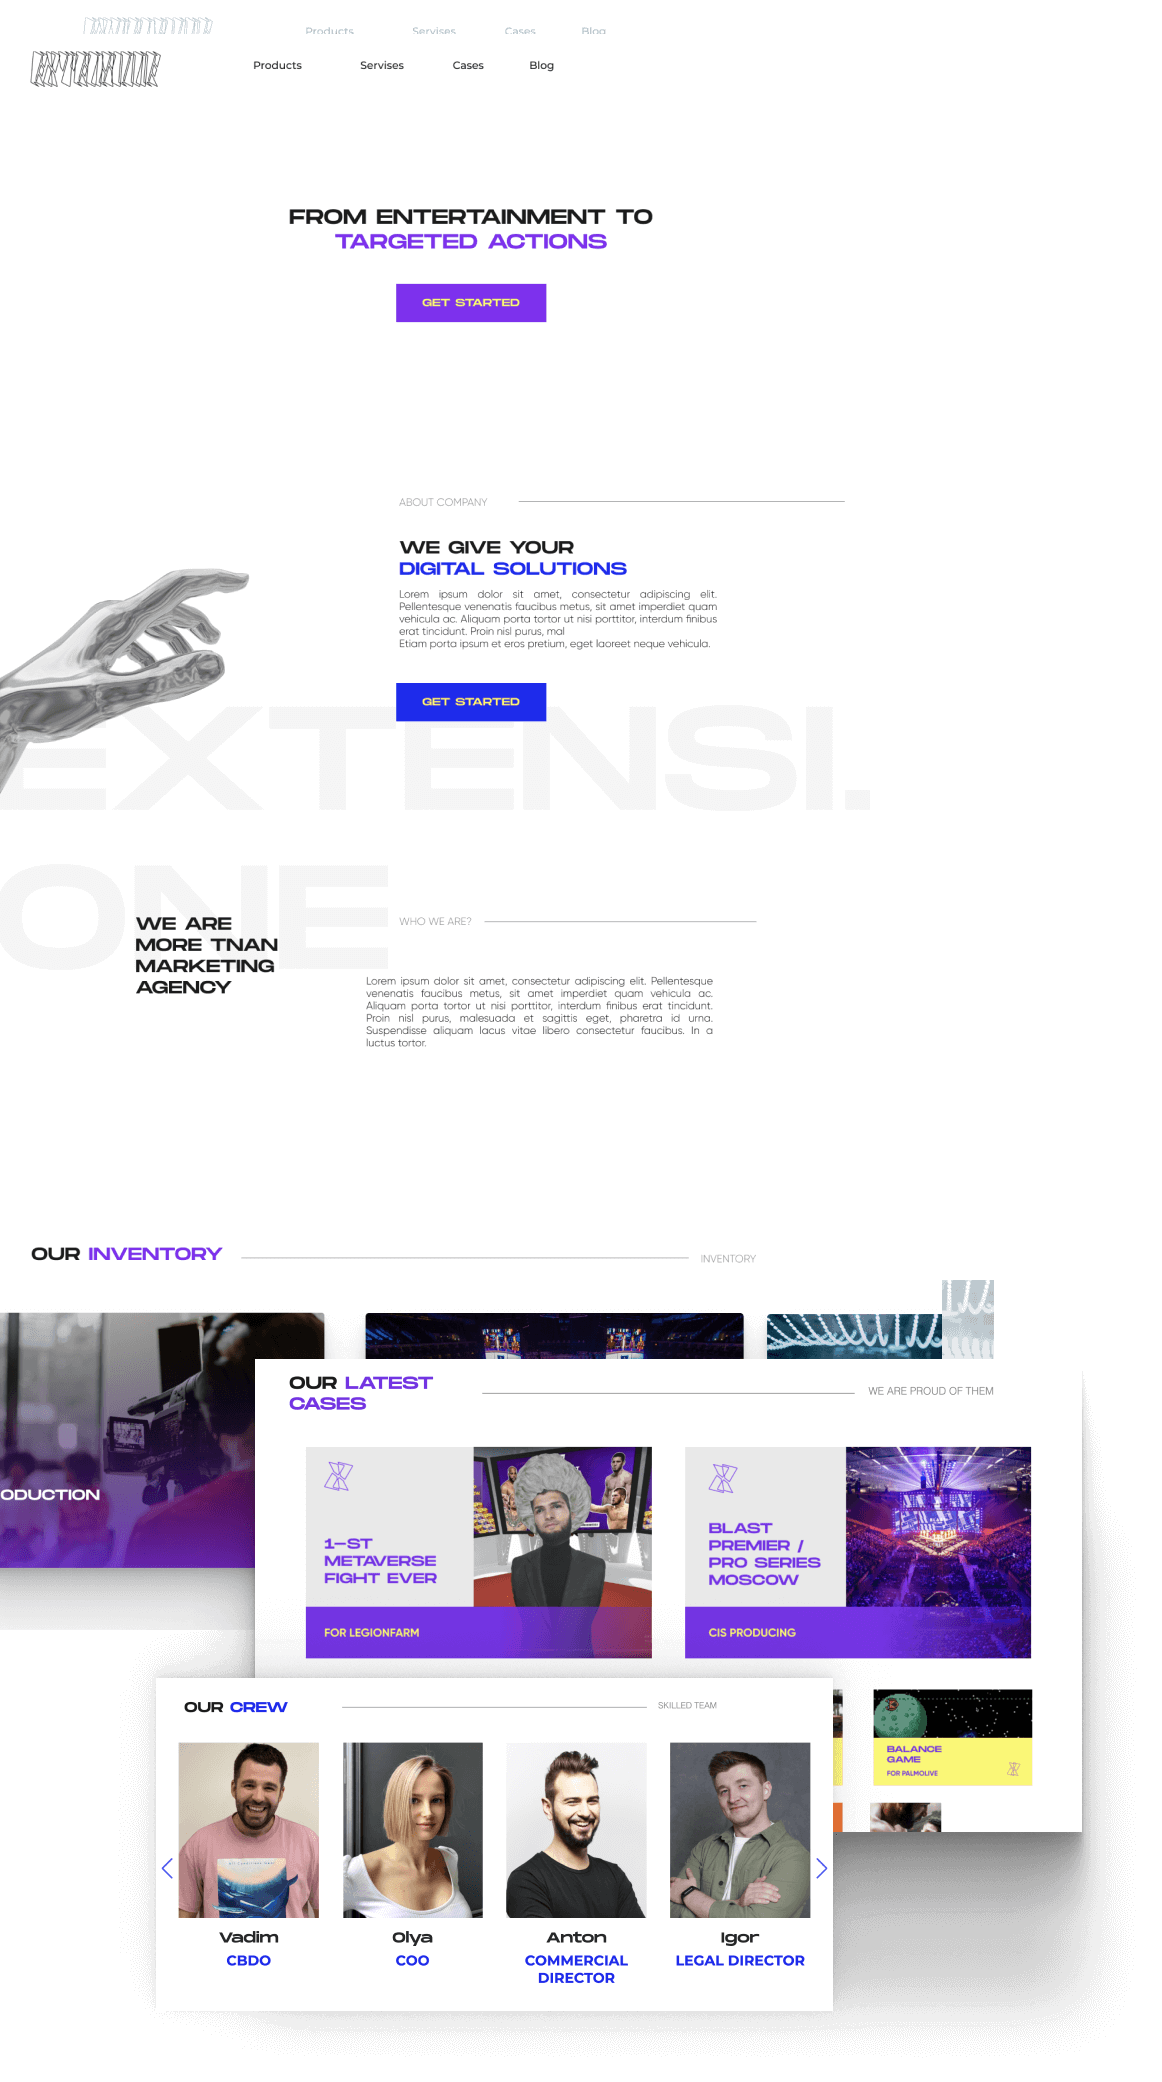 Products Servises Cases Blog
Products Servises Cases Blog
FROM ENTERTAINMENT TO
TARGETED ACTIONS
GET STARTED
ABOUT COMPANY
WE GIVE YOUR
DIGITAL SOLUTIONS
Lorem ipsum dolor sit amet, consectetur adipiscing elit.
Pellentesque venenatis faucibus metus, sit amet imperdiet quam
vehicula ac. Aliquam porta tortor ut nisi porttitor, interdum finibus
erat tincidunt. Proin nisl purus, mal
Etiam porta ipsum et eros pretium, eget laoreet neque vehicula.
GET STARTED
EXTENSI.
ONE
WE ARE
MORE TNAN
MARKETING
AGENCY
WHO WE ARE?
Lorem ipsum dolor sit amet, consectetur adipiscing elit. Pellentesque
venenatis faucibus metus, sit amet imperdiet quam vehicula ac.
Aliquam porta tortor ut nisi porttitor, interdum finibus erat tincidunt.
Proin nisl purus, malesuada et sagittis eget, pharetra id urna.
Suspendisse aliquam lacus vitae libero consectetur faucibus. In a
luctus tortor.
OUR INVENTORY
INVENTORY
ODUCTION
OUR LATEST
CASES
WE ARE PROUD OF THEM
1-ST
METAVERSE
FIGHT EVER
FOR LEGIONFARM
BLAST
PREMIER /
PRO SERIES
MOSCOW
CIS PRODUCING
BALANCE
GAME
FOR PALMOLIVE
OUR CREW
SKILLED TEAM
Vadim
CBDO
Olya
COO
Anton
COMMERCIAL
DIRECTOR
Igor
LEGAL DIRECTOR